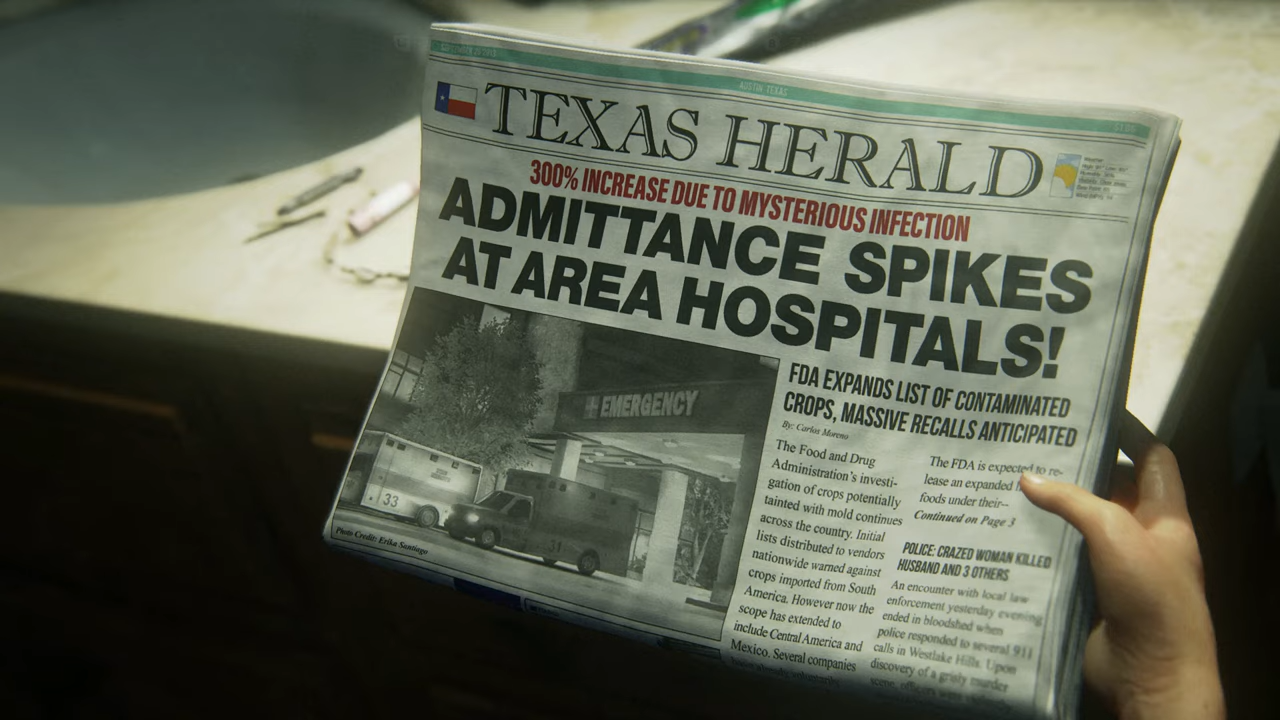 AUSTIN TEXAS
TEXAS HERALD
300% INCREASE DUE TO MYSTERIOUS INFECTION
ADMITTANCE SPIKES
AT AREA HOSPITALS!
EMERGENCY
33
31
Photo Credit: Erika Santiago
FDA EXPANDS LIST OF CONTAMINATED
CROPS, MASSIVE RECALLS ANTICIPATED
By: Carlos Moreno
The Food and Drug
Administration's investi-
gation of crops potentially
tainted with mold continues
across the country. Initial
lists distributed to vendors
nationwide warned against
crops imported from South
America. However now the
scope has extended to
include Central America and
Mexico. Several companies
The FDA is expected to re-
lease an expanded
foods under their--
Continued on Page 3
POLICE: CRAZED WOMAN KILLED
HUSBAND AND 3 OTHERS
An encounter with local law
enforcement yesterday evening
ended in bloodshed when
police responded to several 911
calls in Westlake Hills. Upon
discovery of a grisly murder